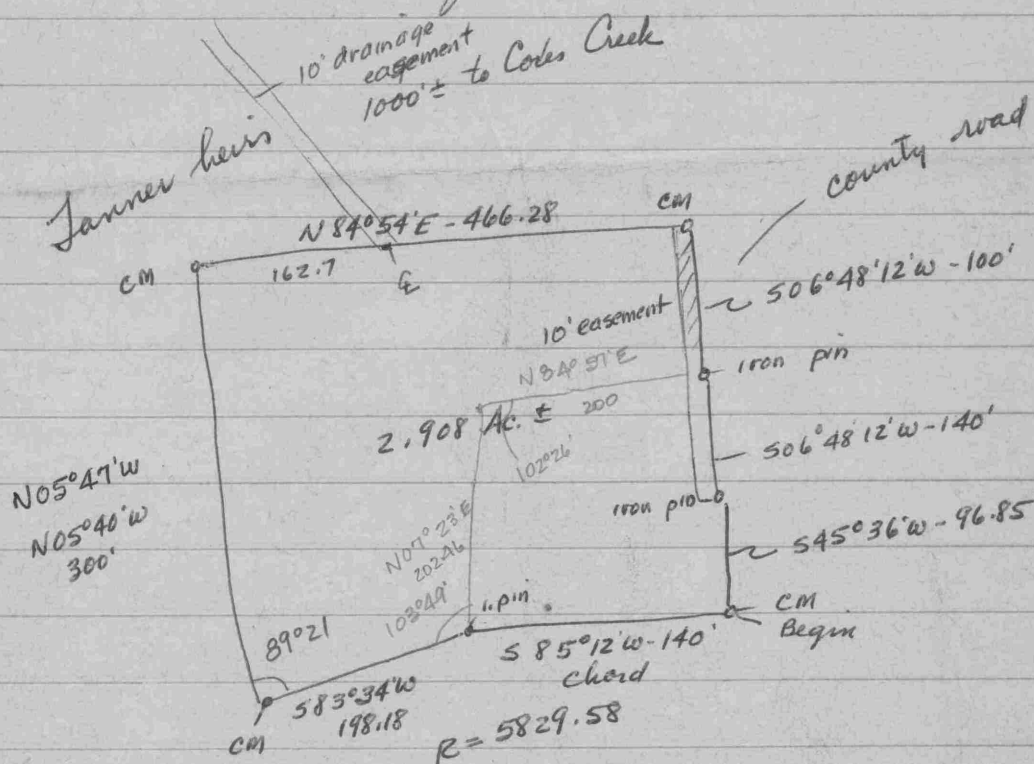 10' drainage
easement
1000'± to Coles Creek
Tanner heirs
county road
N 84°54'E - 466.28
CM
CM
162.7
℄
S06°48'12"W - 100'
10' easement
iron pin
N84°57'E
200
2.908 Ac. ±
102°26'
S06°48'12"W - 140'
N05°47'W
N05°40'W
300'
iron pin
S45°36'W - 96.85
N07°23'E
202.46
103°49'
i.pin
CM
Begin
89°21
S 85°12'W - 140'
chord
S83°34'W
198.18
CM
R = 5829.58